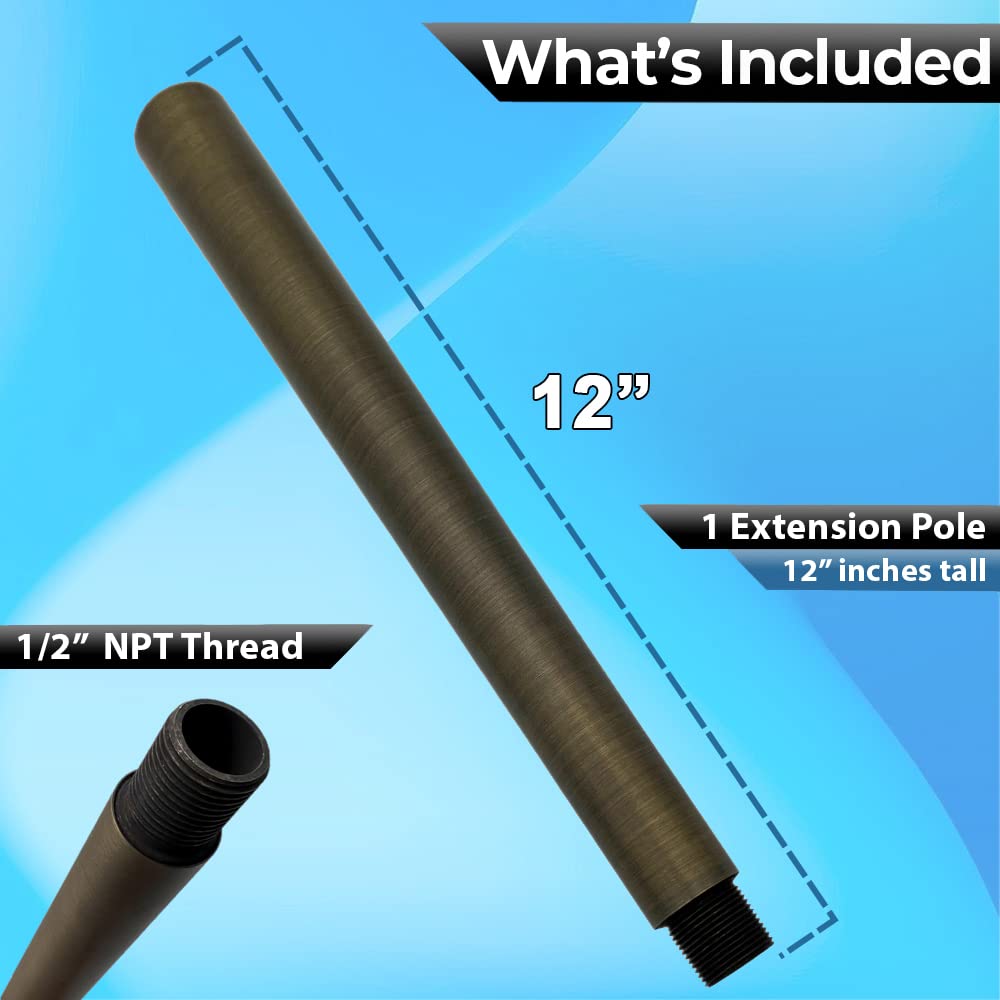 What's Included
12”
1 Extension Pole
12” inches tall
1/2” NPT Thread